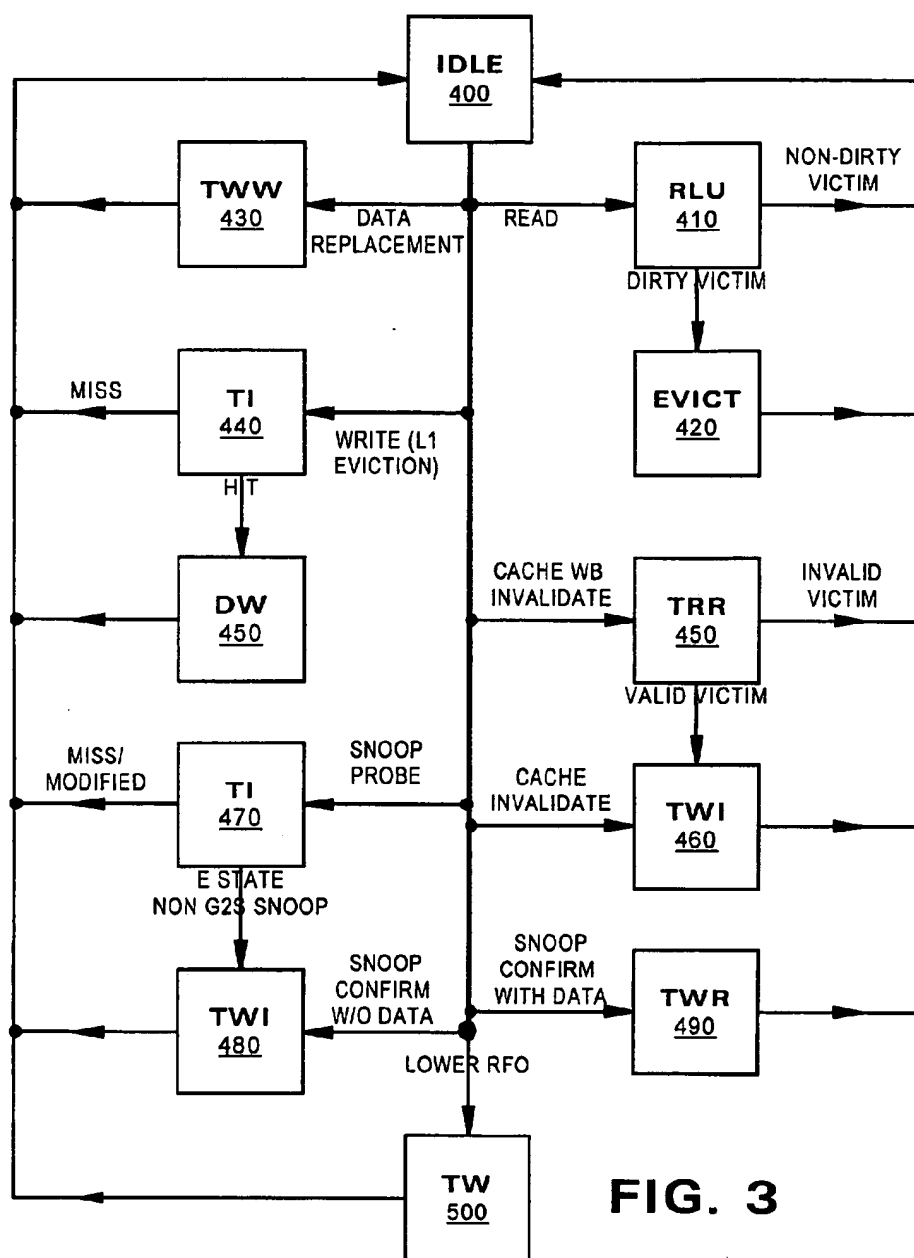 IDLE
400
TWW
430
DATA
REPLACEMENT
READ
RLU
410
NON-DIRTY
VICTIM
DIRTY VICTIM
EVICT
420
MISS
TI
440
WRITE (L1
EVICTION)
HIT
DW
450
CACHE WB
INVALIDATE
TRR
450
INVALID
VICTIM
VALID VICTIM
MISS/
MODIFIED
TI
470
SNOOP
PROBE
E STATE
NON G2S SNOOP
CACHE
INVALIDATE
TWI
460
TWI
480
SNOOP
CONFIRM
W/O DATA
SNOOP
CONFIRM
WITH DATA
TWR
490
LOWER RFO
TW
500
FIG. 3